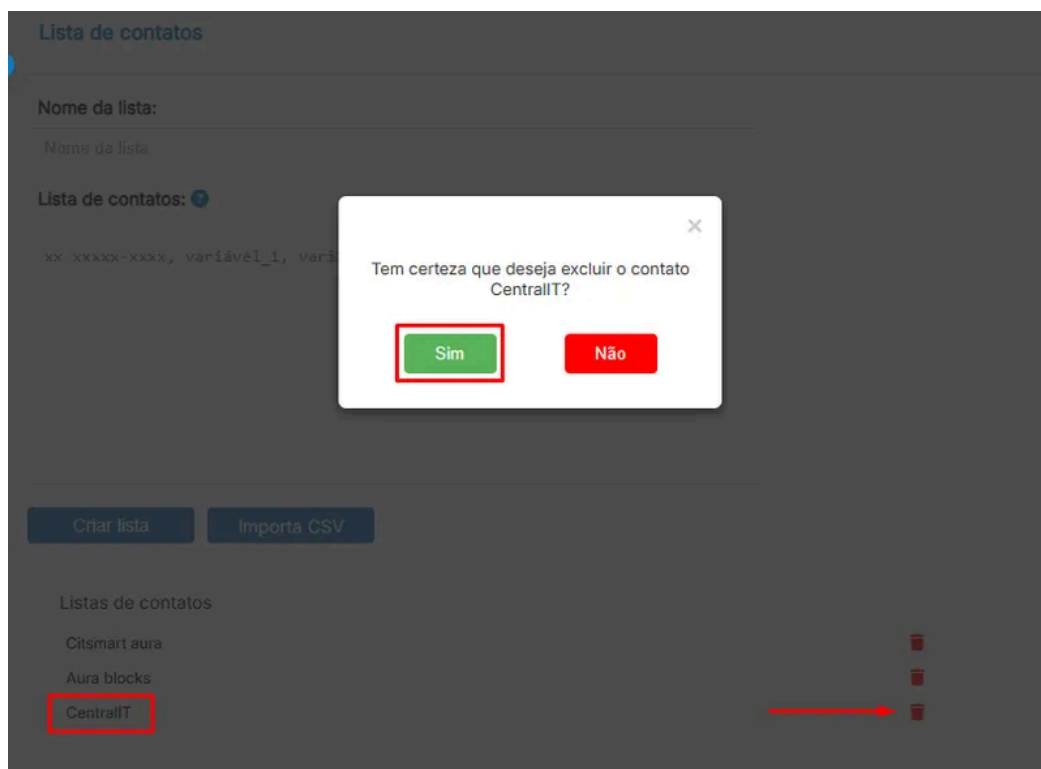 Lista de contatos
Nome da lista:
Nome da lista
Lista de contatos:
xx xxxxx-xxxx, variável_1, vari
Tem certeza que deseja excluir o contato
CentralIT?
Sim
Não
Criar lista
Importa CSV
Listas de contatos
Citsmart aura
Aura blocks
CentralIT